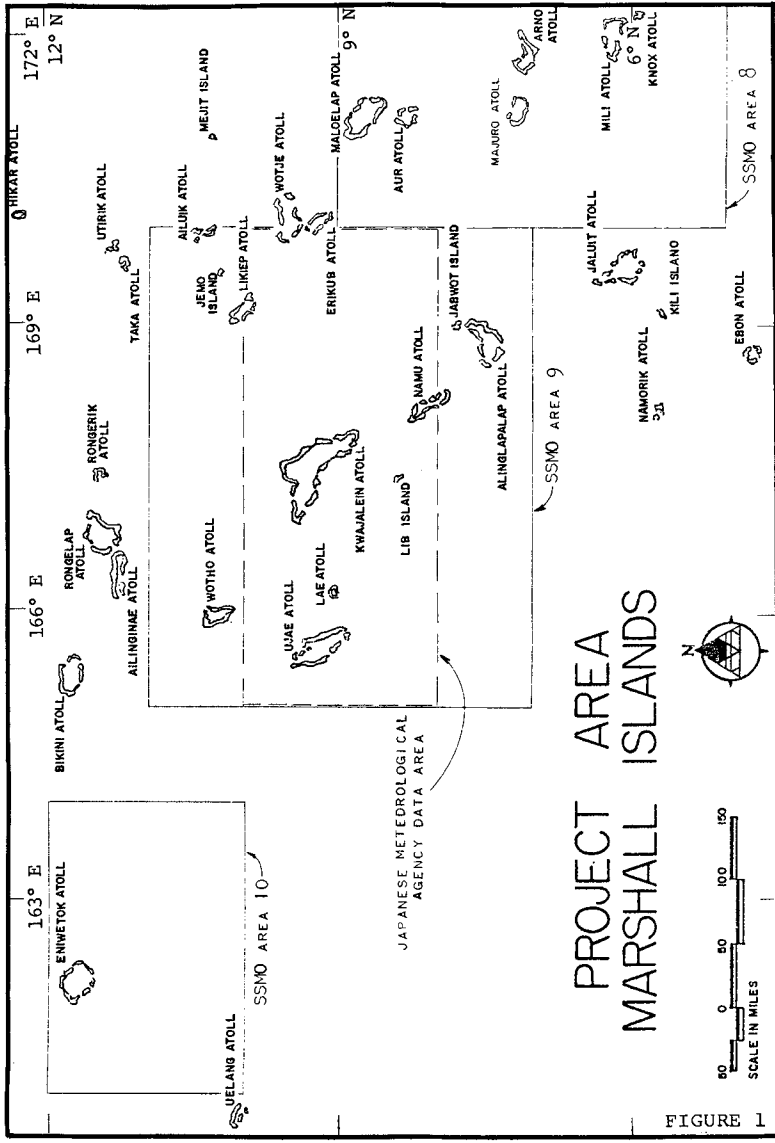 163° E
166° E
169° E
172° E
12° N
HIKAR ATOLL
BIKINI ATOLL
RONGELAP
ATOLL
RONGERIK
ATOLL
AILINGINAE ATOLL
TAKA ATOLL
UTIRIK ATOLL
ENIWETOK ATOLL
MEJIT ISLAND
AILUIK ATOLL
JEMO
ISLAND
LIKIEP ATOLL
WOTHO ATOLL
WOTJE ATOLL
UELANG ATOLL
SSMO AREA 10
UJAE ATOLL
LAE ATOLL
KWAJALEIN ATOLL
ERIKUB ATOLL
9° N
MALOELAP ATOLL
AUR ATOLL
LIB ISLAND
NAMU ATOLL
JABWOT ISLAND
JAPANESE METEOROLOGICAL
AGENCY DATA AREA
ALINGLAPALAP ATOLL
MAJURO ATOLL
ARNO
ATOLL
SSMO AREA 9
JALUIT ATOLL
MILI ATOLL
6° N
KNOX ATOLL
NAMORIK ATOLL
KILI ISLAND
EBON ATOLL
SSMO AREA 8
PROJECT AREA
MARSHALL ISLANDS
N
50 0 50 100 150
SCALE IN MILES
FIGURE 1